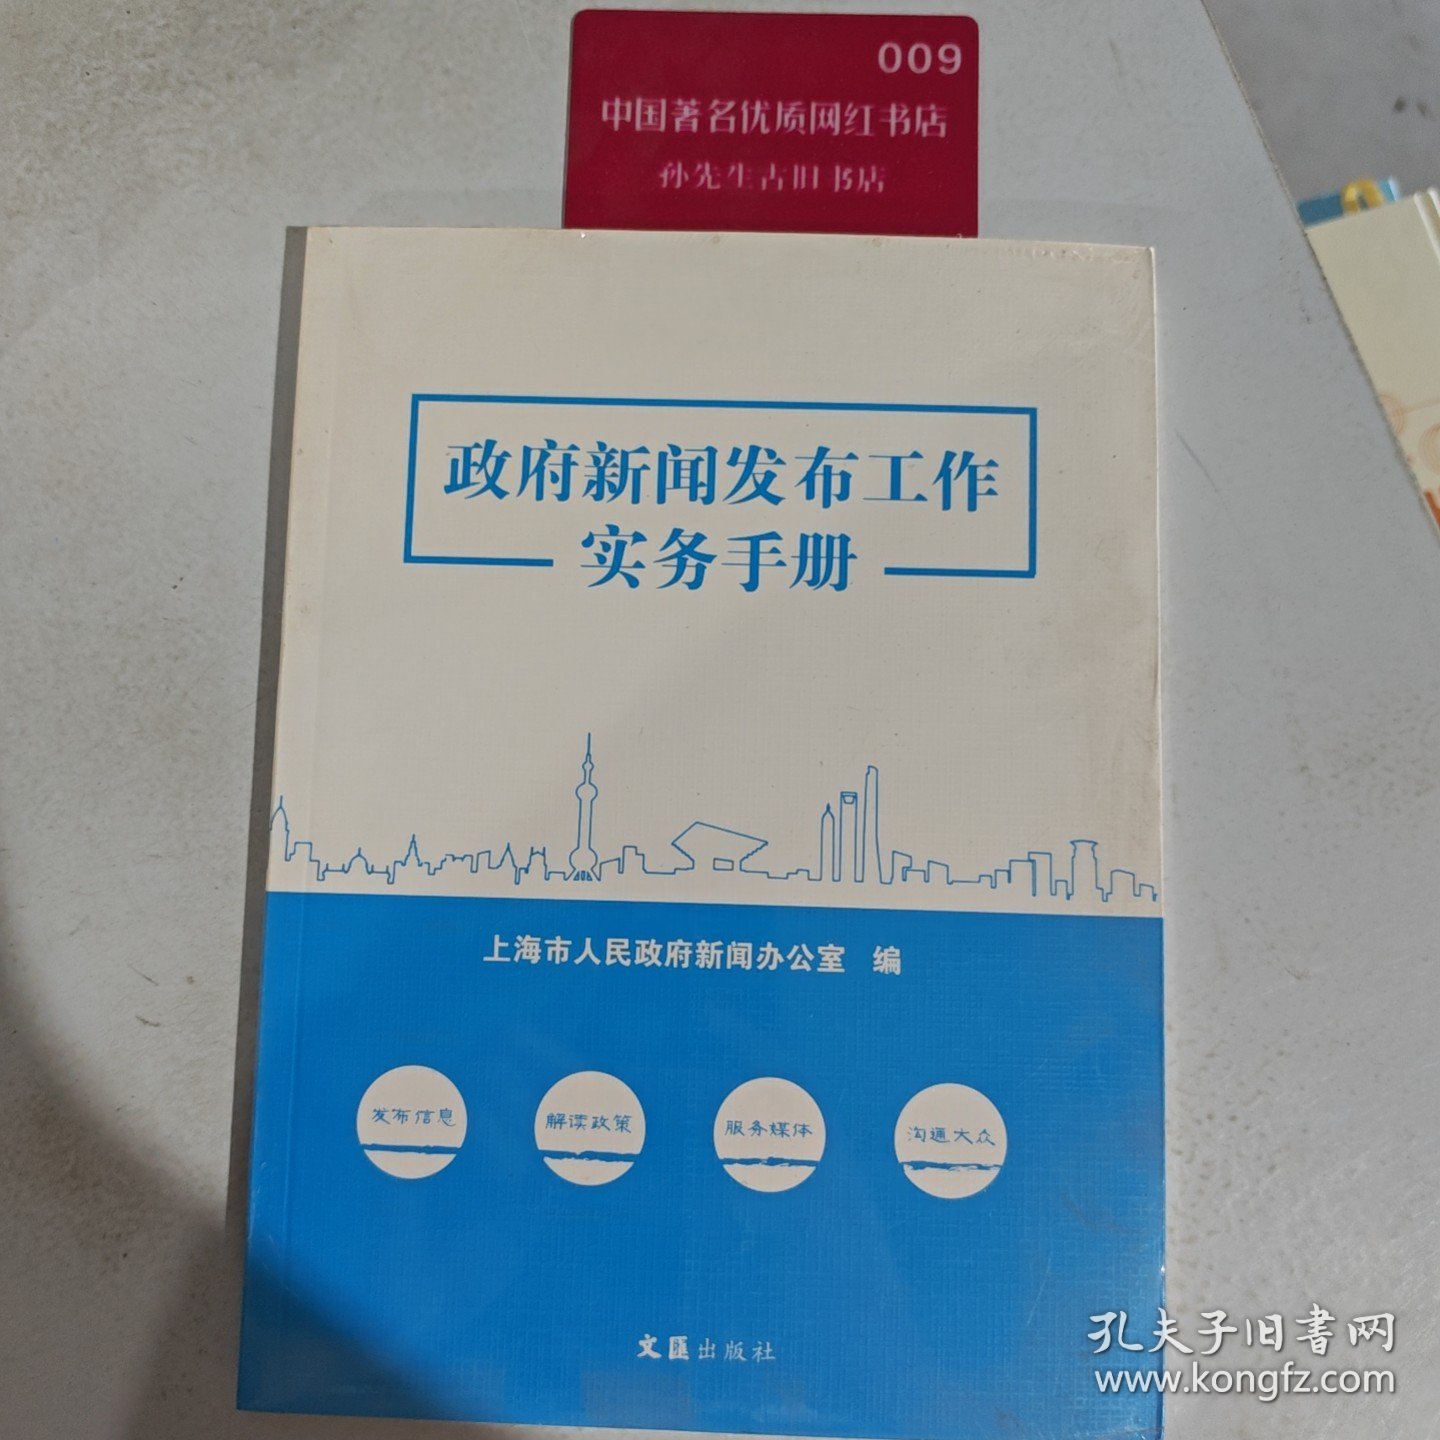 009
中国著名优质网红书店
孙先生古旧书店
政府新闻发布工作
实务手册
上海市人民政府新闻办公室 编
发布信息
解读政策
服务媒体
沟通大众
文匯出版社
孔夫子旧书网
www.kongfz.com